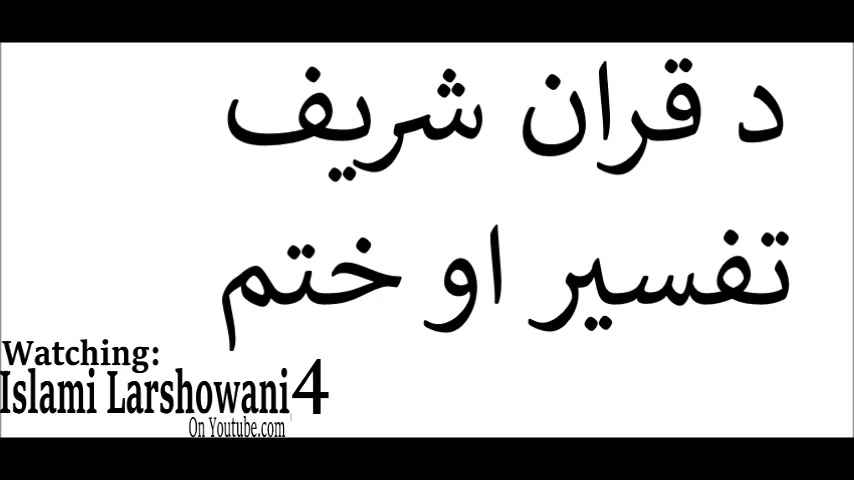 د قران شريف
تفسير او ختم
Watching:
Islami Larshowani4
On Youtube.com